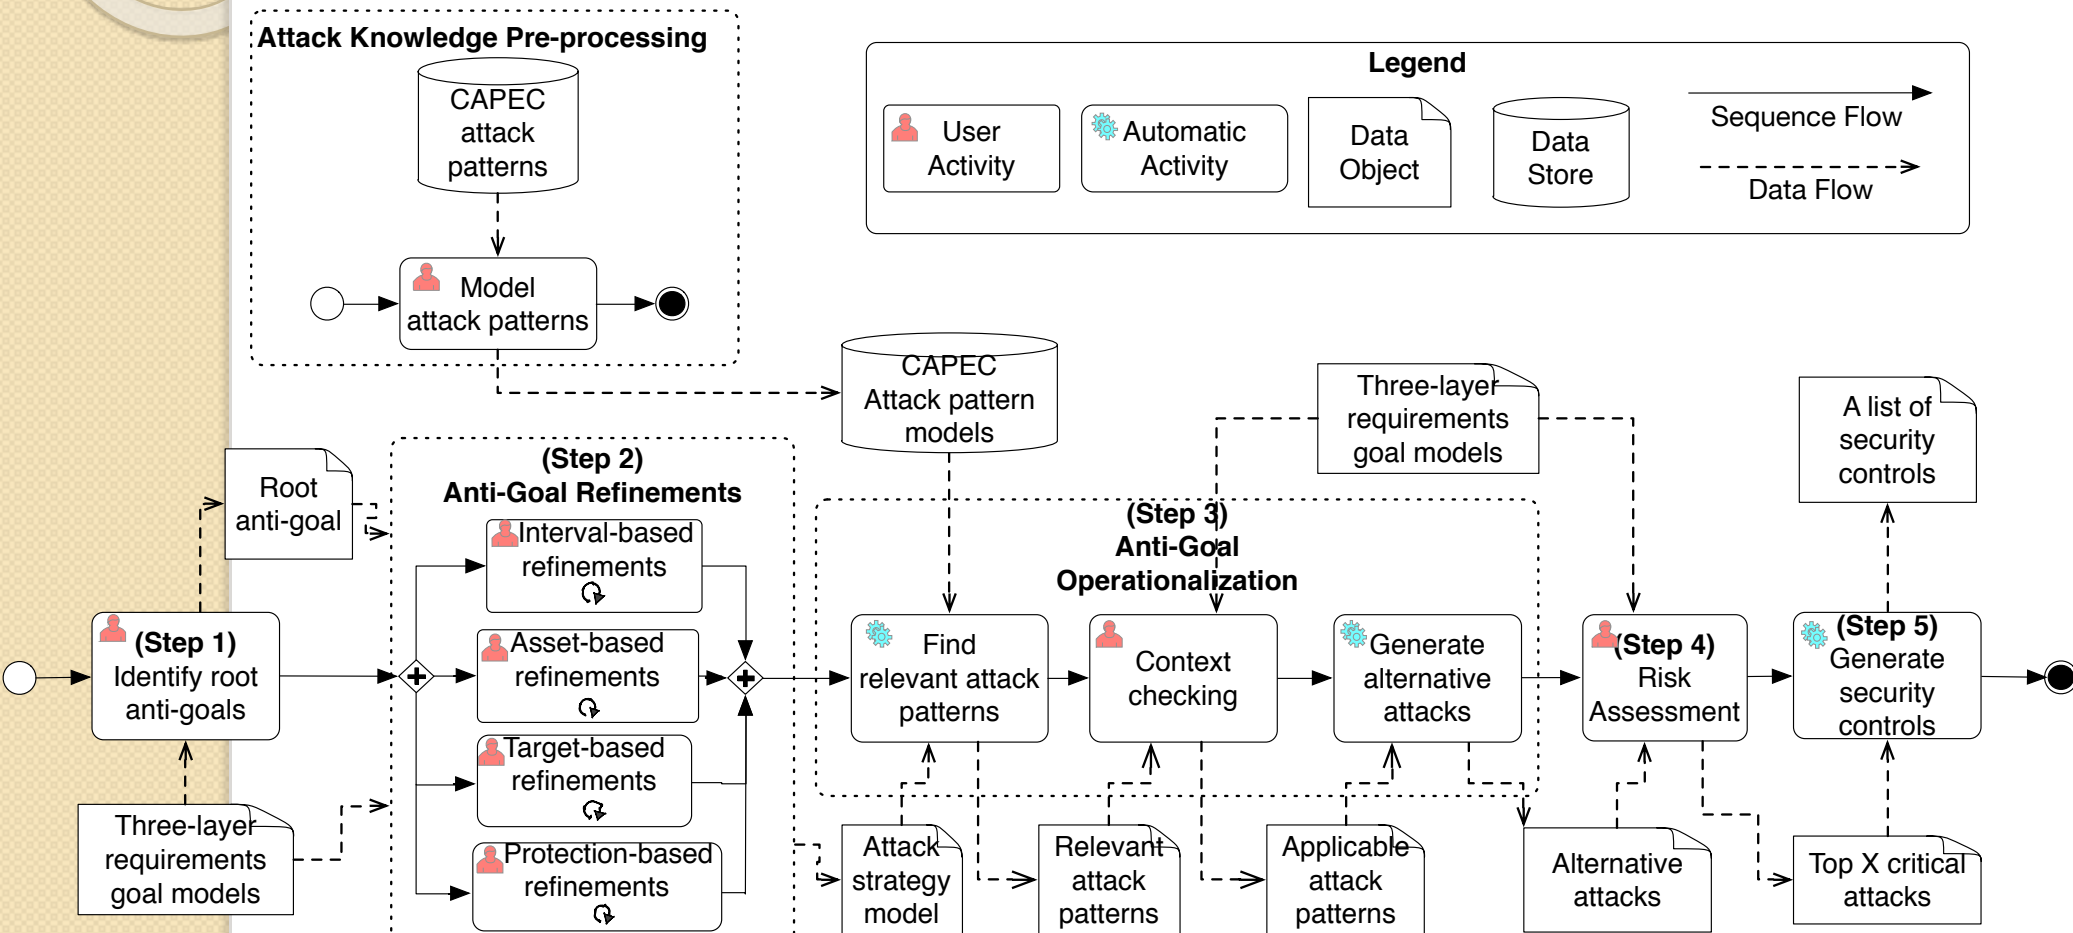 Attack Knowledge Pre-processing
CAPEC
attack
patterns
Model
attack patterns
Legend
User
Activity
Automatic
Activity
Data
Object
Data
Store
Sequence Flow
Data Flow
CAPEC
Attack pattern
models
Three-layer
requirements
goal models
A list of
security
controls
Root
anti-goal
(Step 1)
Identify root
anti-goals
Three-layer
requirements
goal models
(Step 2)
Anti-Goal Refinements
Interval-based
refinements
Asset-based
refinements
Target-based
refinements
Protection-based
refinements
(Step 3)
Anti-Goal
Operationalization
Find
relevant attack
patterns
Context
checking
Generate
alternative
attacks
(Step 4)
Risk
Assessment
(Step 5)
Generate
security
controls
Attack
strategy
model
Relevant
attack
patterns
Applicable
attack
patterns
Alternative
attacks
Top X critical
attacks